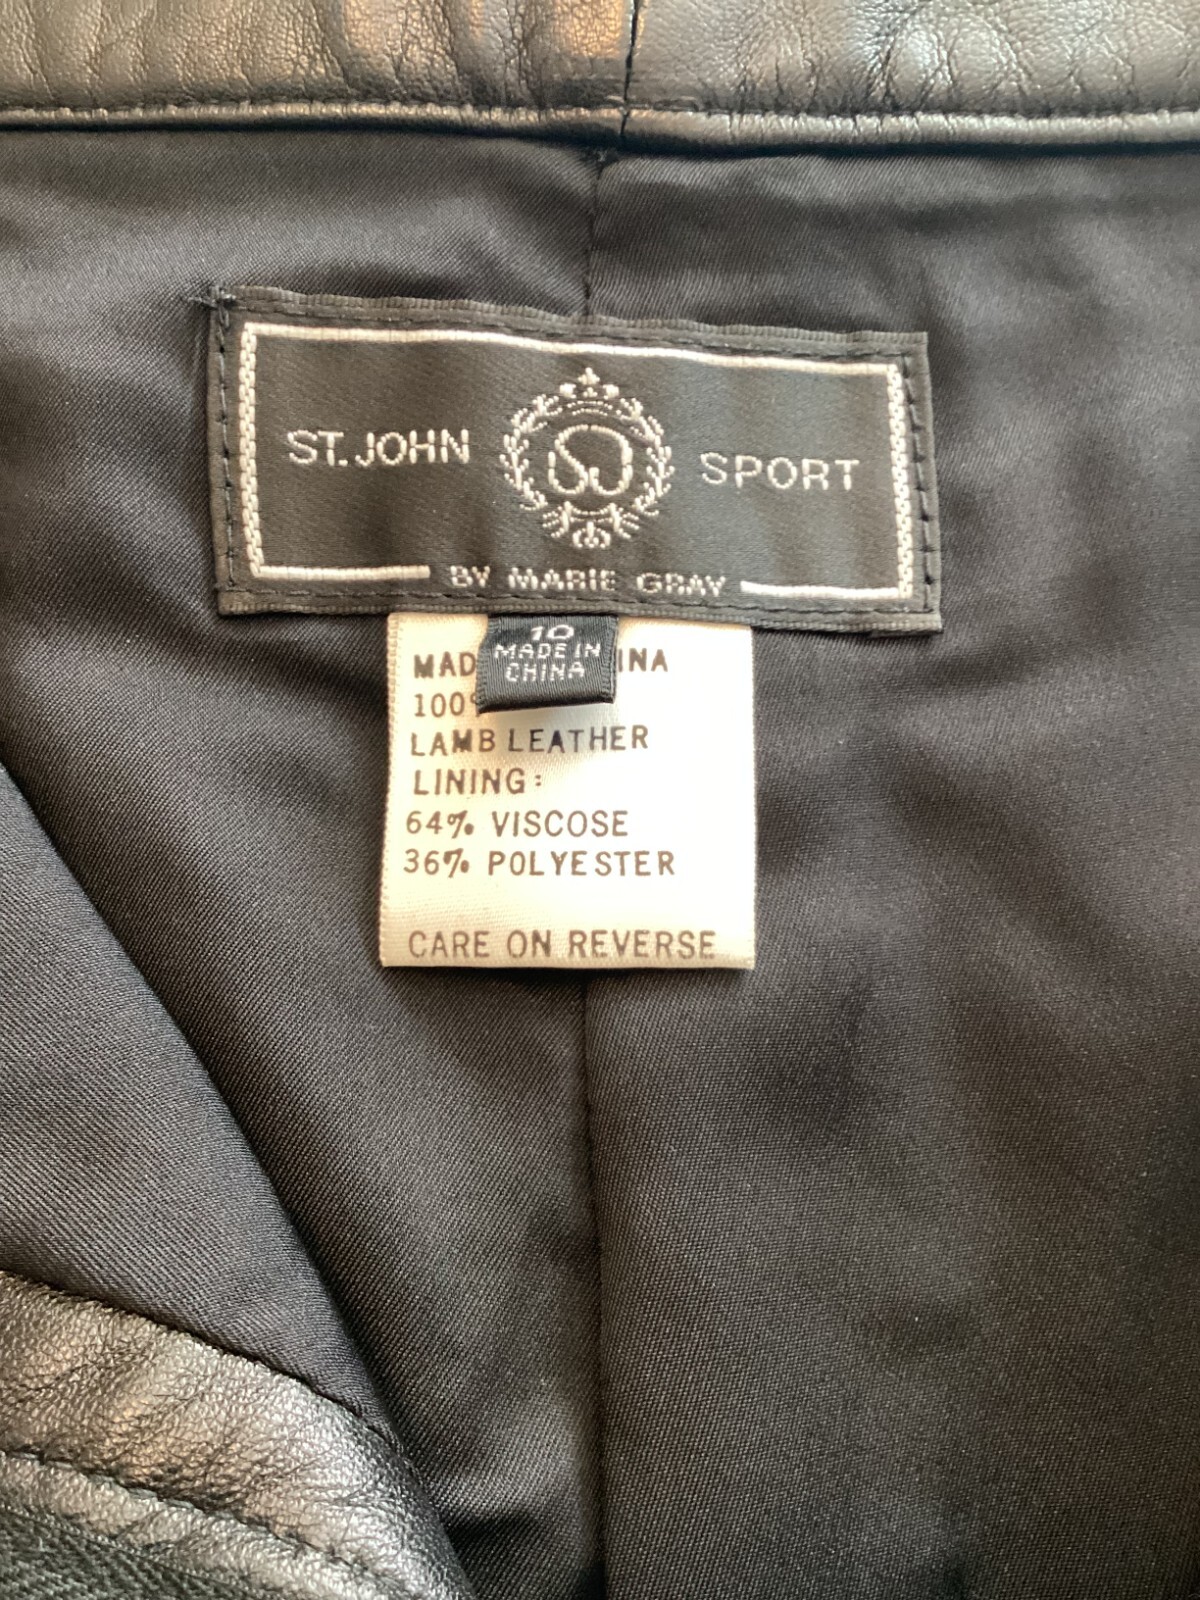 ST. JOHN SJ SPORT
BY MARIE GRAY
10
MADE IN
CHINA
MAD INA
100%
LAMB LEATHER
LINING:
64% VISCOSE
36% POLYESTER
CARE ON REVERSE